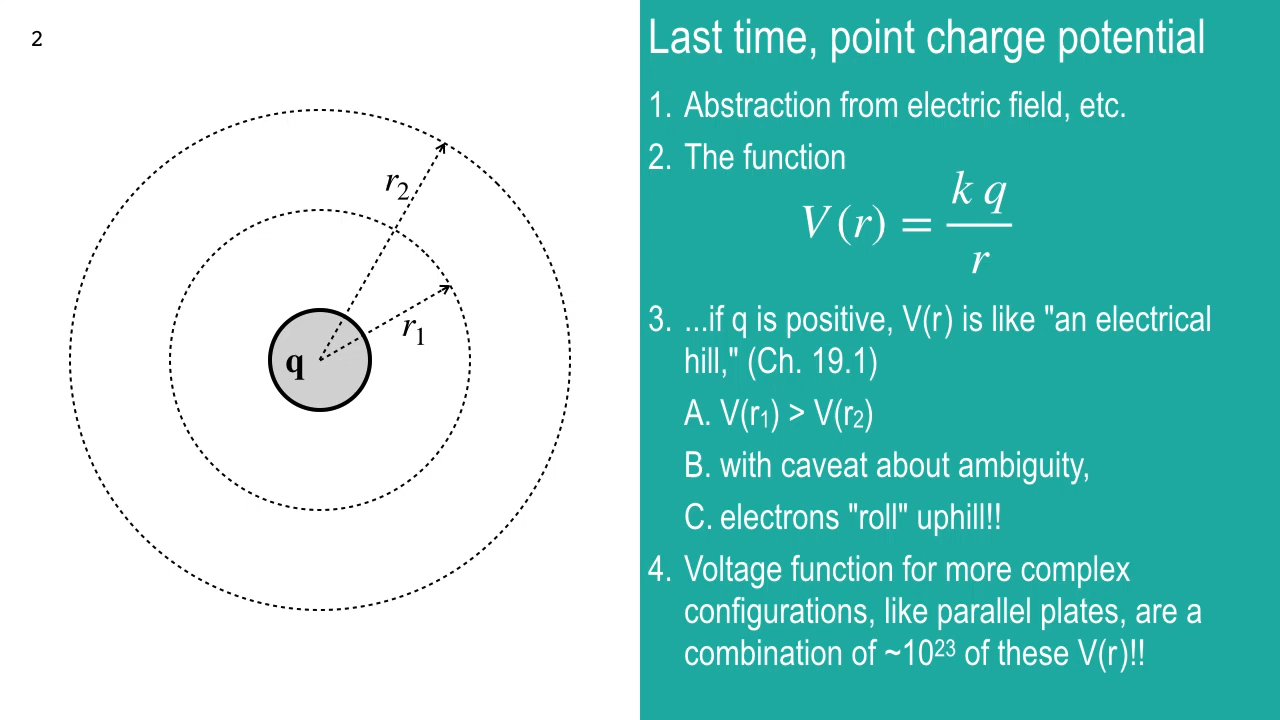 2
r2
r1
q
Last time, point charge potential
1. Abstraction from electric field, etc.
2. The function
V(r) = k q / r
3. ...if q is positive, V(r) is like "an electrical
hill," (Ch. 19.1)
A. V(r1) > V(r2)
B. with caveat about ambiguity,
C. electrons "roll" uphill!!
4. Voltage function for more complex
configurations, like parallel plates, are a
combination of ~10²³ of these V(r)!!